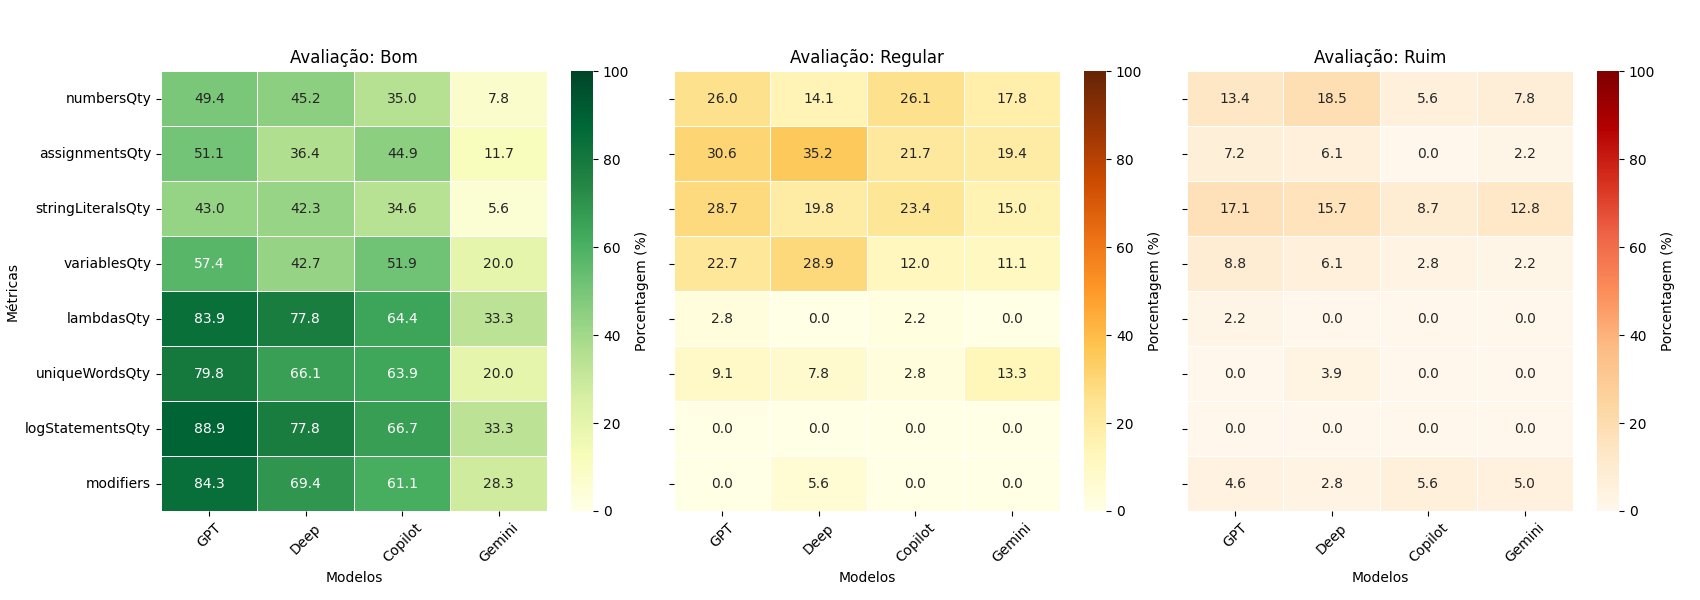 Avaliação: Bom
Avaliação: Regular
Avaliação: Ruim
Métricas
numbersQty 49.4 45.2 35.0 7.8 26.0 14.1 26.1 17.8 13.4 18.5 5.6 7.8
assignmentsQty 51.1 36.4 44.9 11.7 30.6 35.2 21.7 19.4 7.2 6.1 0.0 2.2
stringLiteralsQty 43.0 42.3 34.6 5.6 28.7 19.8 23.4 15.0 17.1 15.7 8.7 12.8
variablesQty 57.4 42.7 51.9 20.0 22.7 28.9 12.0 11.1 8.8 6.1 2.8 2.2
lambdasQty 83.9 77.8 64.4 33.3 2.8 0.0 2.2 0.0 2.2 0.0 0.0 0.0
uniqueWordsQty 79.8 66.1 63.9 20.0 9.1 7.8 2.8 13.3 0.0 3.9 0.0 0.0
logStatementsQty 88.9 77.8 66.7 33.3 0.0 0.0 0.0 0.0 0.0 0.0 0.0 0.0
modifiers 84.3 69.4 61.1 28.3 0.0 5.6 0.0 0.0 4.6 2.8 5.6 5.0
GPT Deep Copilot Gemini
Modelos
100
80
60
40
20
0
Porcentagem (%)
GPT Deep Copilot Gemini
Modelos
100
80
60
40
20
0
Porcentagem (%)
GPT Deep Copilot Gemini
Modelos
100
80
60
40
20
0
Porcentagem (%)